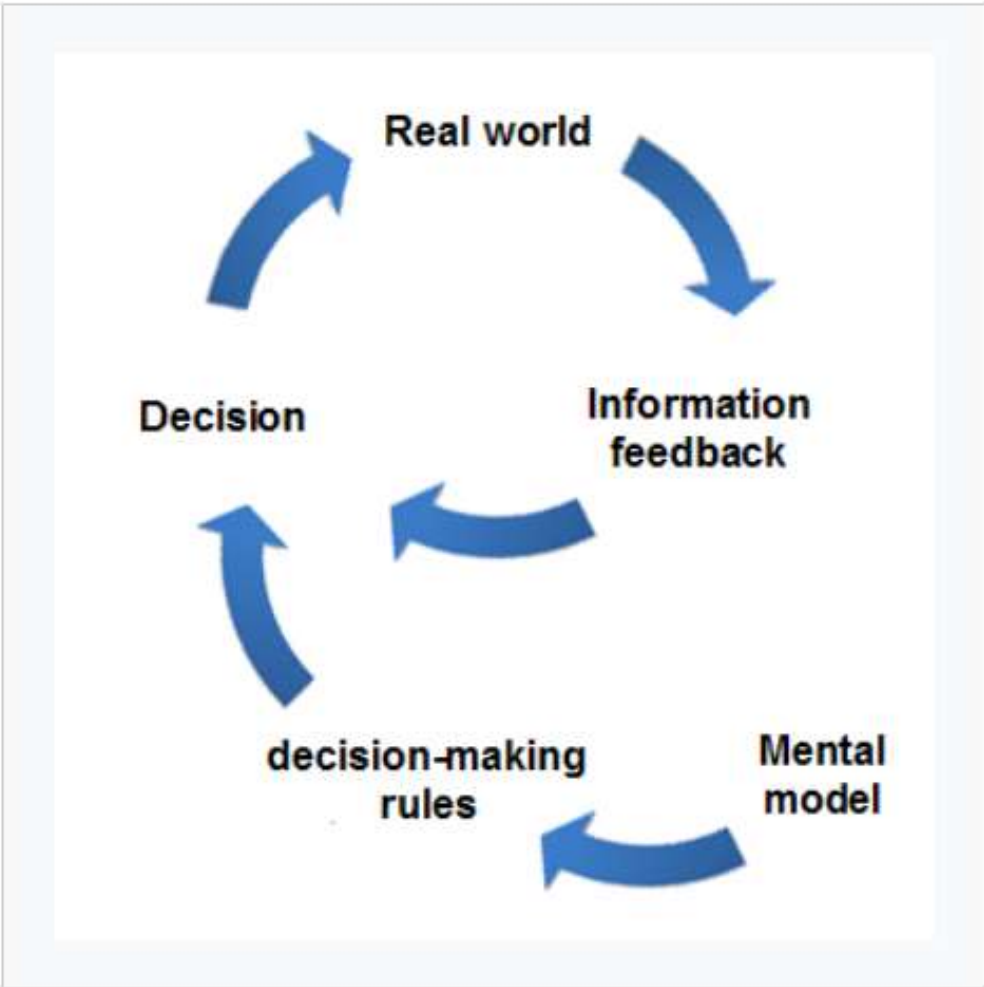 Real world
Decision
Information
feedback
decision-making
rules
Mental
model